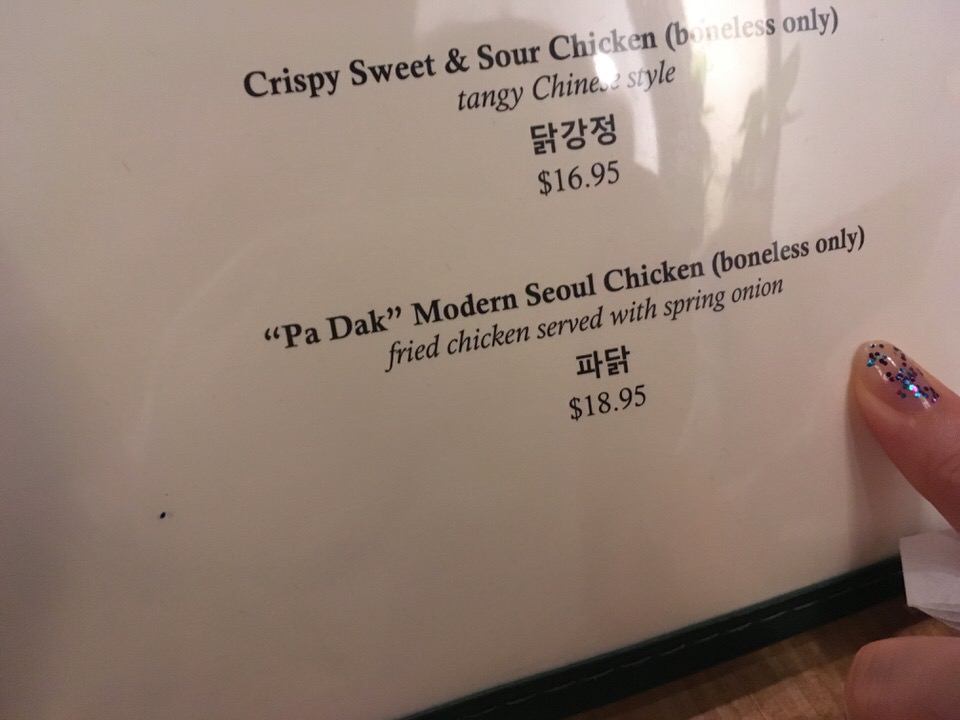 Crispy Sweet & Sour Chicken (boneless only)
tangy Chinese style
닭강정
$16.95
“Pa Dak” Modern Seoul Chicken (boneless only)
fried chicken served with spring onion
파닭
$18.95